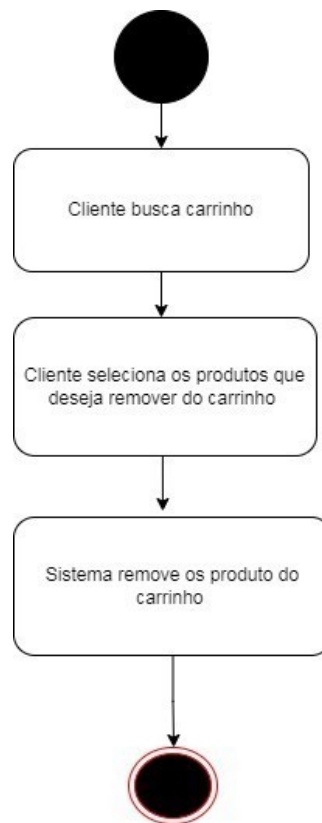 Cliente busca carrinho
Cliente seleciona os produtos que
deseja remover do carrinho
Sistema remove os produto do
carrinho